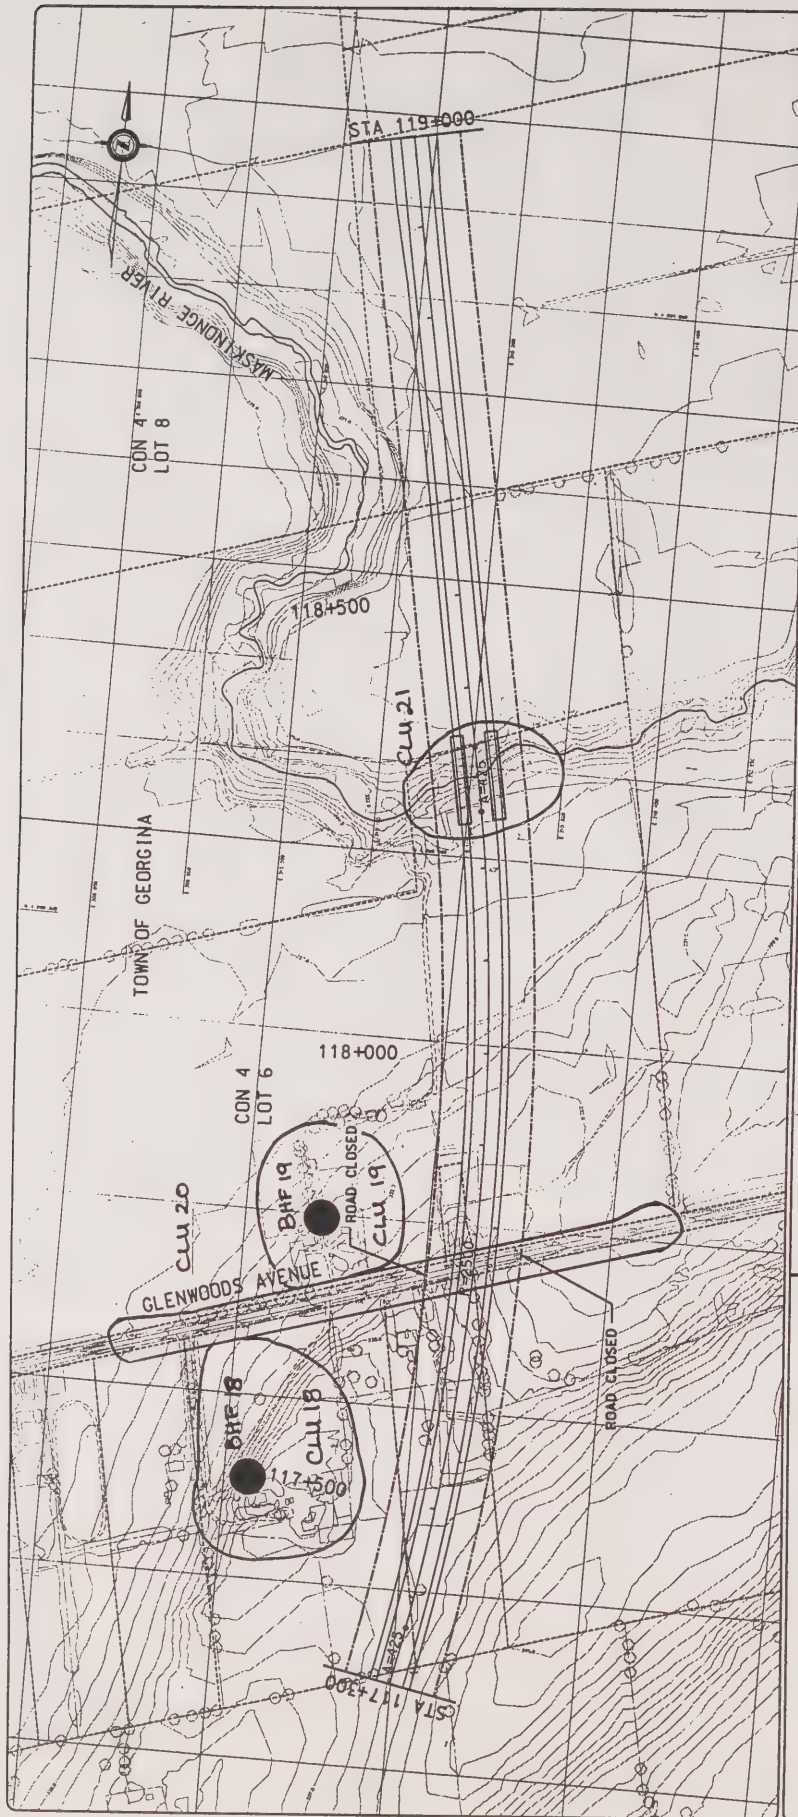 STA 119+000
MASKINONGE RIVER
CON 4
LOT 8
118+500
CLU 21
A=425
TOWN OF GEORGINA
118+000
CON 4
LOT 6
BHF 19
ROAD CLOSED
CLU 19
CLU 20
GLENWOODS AVENUE
ROAD CLOSED
BHF 18
CLU 18
117+500
A=425
STA 117+300